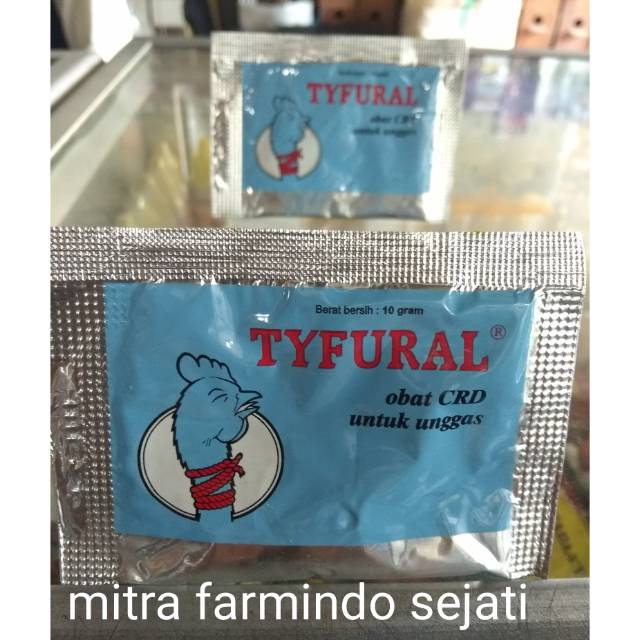 TYFURAL
obat CRD
untuk unggas
Berat bersih : 10 gram
TYFURAL®
obat CRD
untuk unggas
mitra farmindo sejati